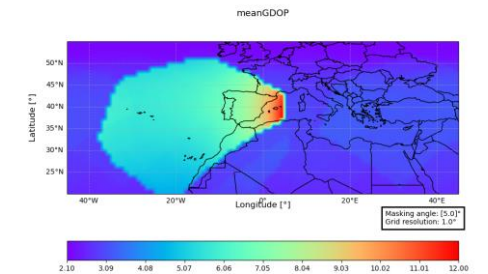 meanGDOP
50°N
45°N
40°N
35°N
30°N
25°N
Latitude [°]
40°W
20°W
20°E
40°E
Longitude [°]
Masking angle: [5.0]°
Grid resolution: 1.0°
2.10 3.09 4.08 5.07 6.06 7.05 8.04 9.03 10.02 11.01 12.00